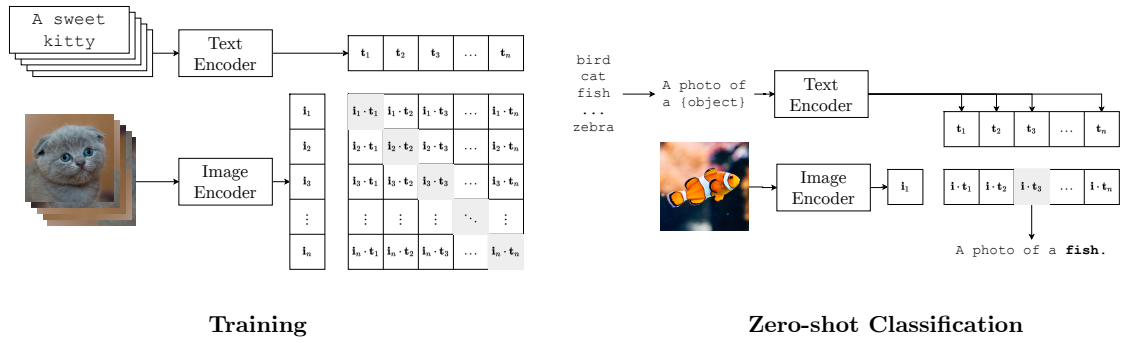 A sweet
kitty
Text
Encoder
t₁ t₂ t₃ ... tₙ
i₁ i₁ · t₁ i₁ · t₂ i₁ · t₃ ... i₁ · tₙ
i₂ i₂ · t₁ i₂ · t₂ i₂ · t₃ ... i₂ · tₙ
Image
Encoder
i₃ i₃ · t₁ i₃ · t₂ i₃ · t₃ ... i₃ · tₙ
⋮ ⋮ ⋮ ⋮ ⋱ ⋮
iₙ iₙ · t₁ iₙ · t₂ iₙ · t₃ ... iₙ · tₙ
Training
bird
cat
fish
...
zebra
A photo of
a {object}
Text
Encoder
t₁ t₂ t₃ ... tₙ
Image
Encoder
i₁ i · t₁ i · t₂ i · t₃ ... i · tₙ
A photo of a fish.
Zero-shot Classification